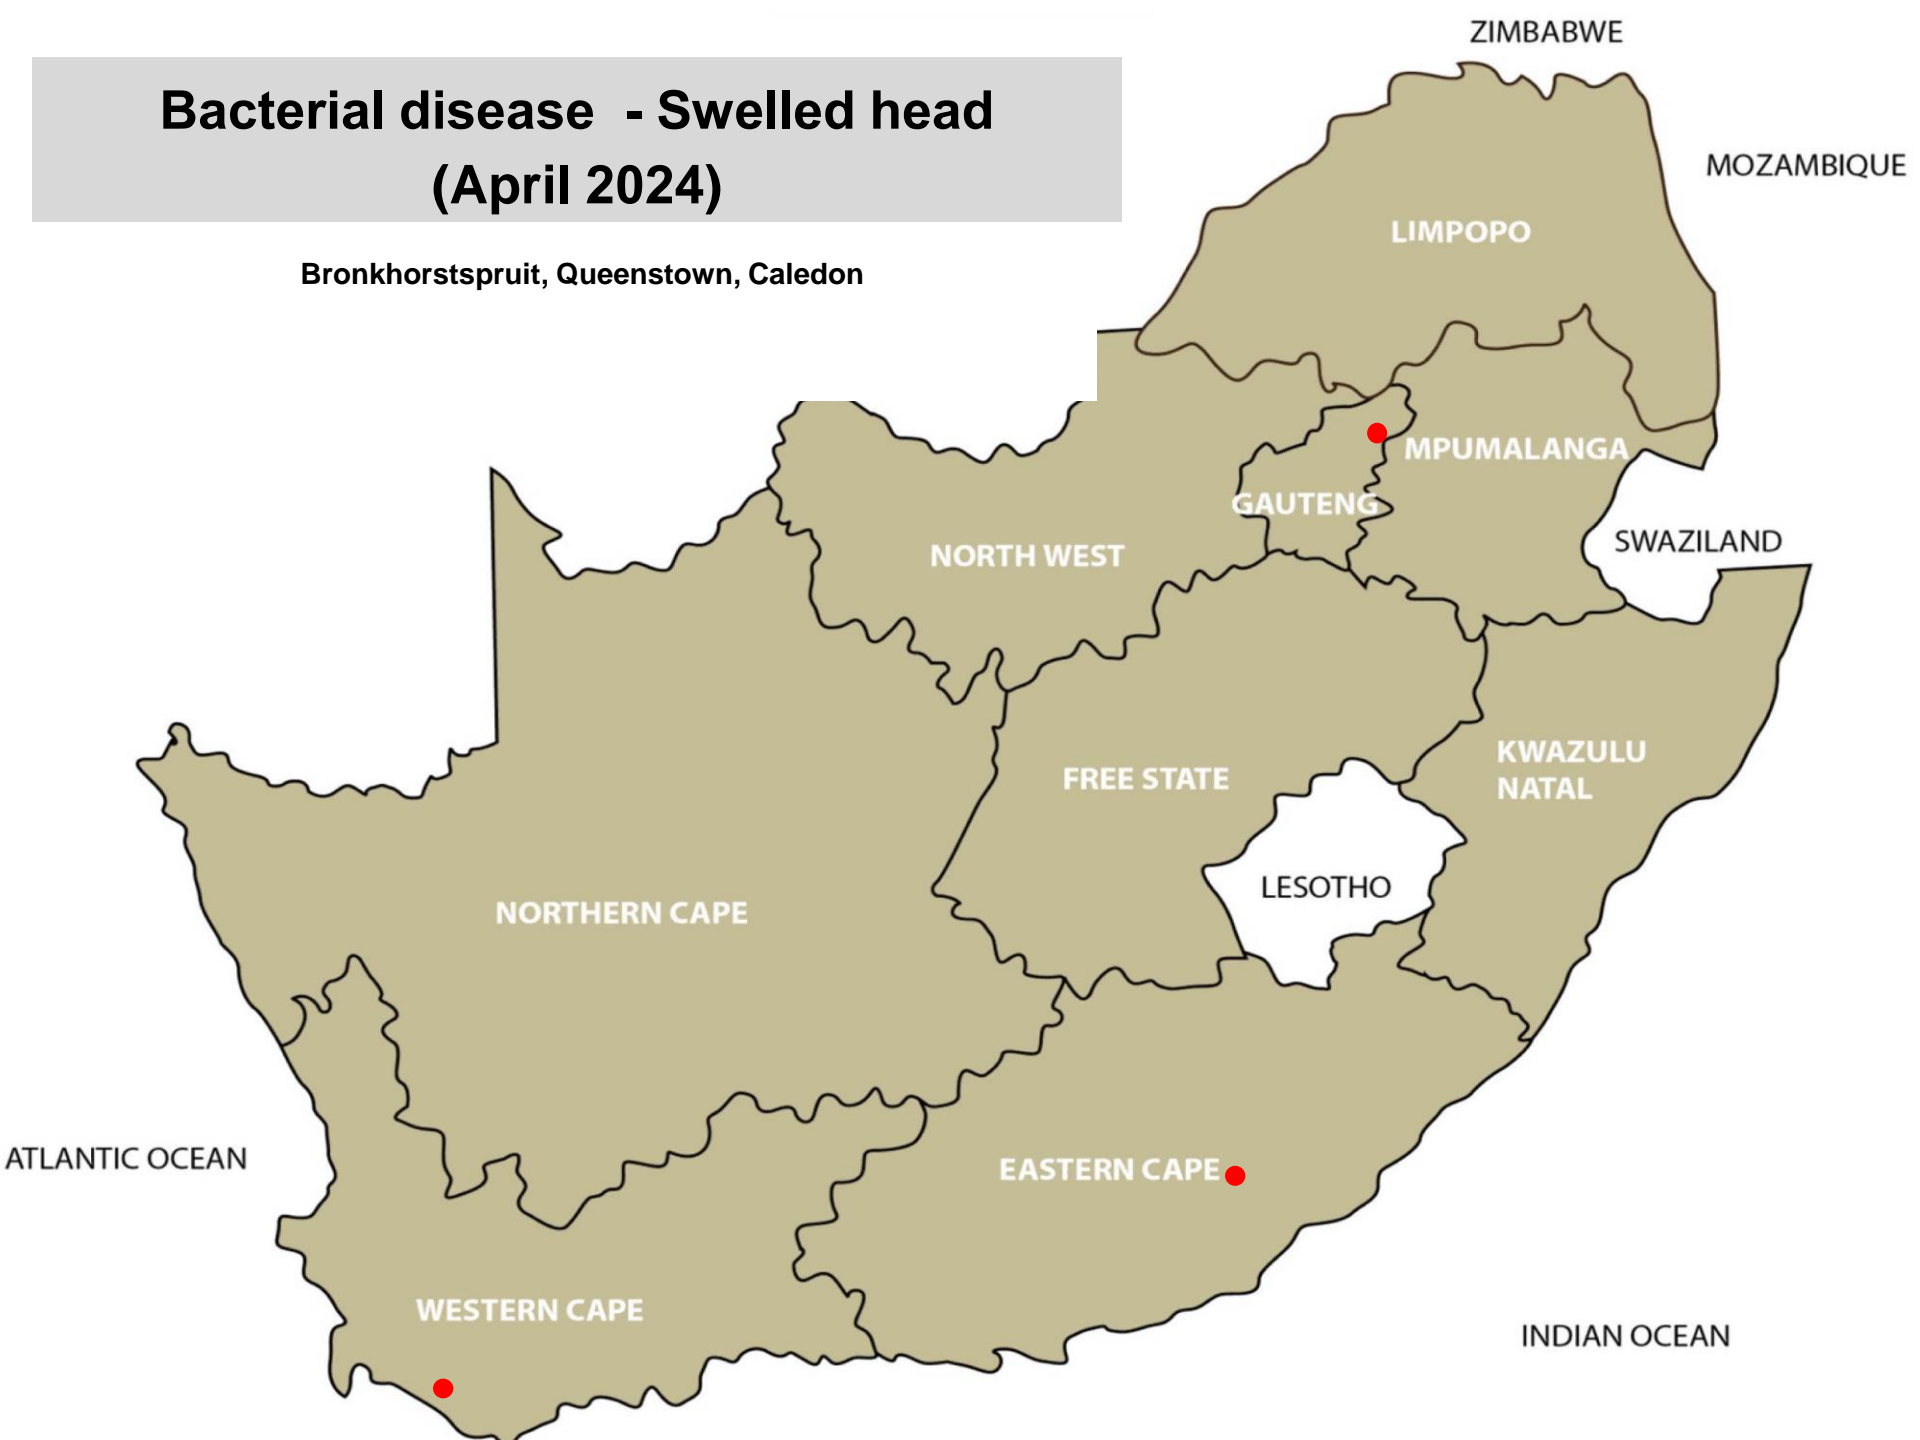 ZIMBABWE
Bacterial disease - Swelled head
(April 2024)
MOZAMBIQUE
LIMPOPO
Bronkhorstspruit, Queenstown, Caledon
MPUMALANGA
GAUTENG
SWAZILAND
NORTH WEST
KWAZULU
NATAL
FREE STATE
LESOTHO
NORTHERN CAPE
ATLANTIC OCEAN
EASTERN CAPE
WESTERN CAPE
INDIAN OCEAN